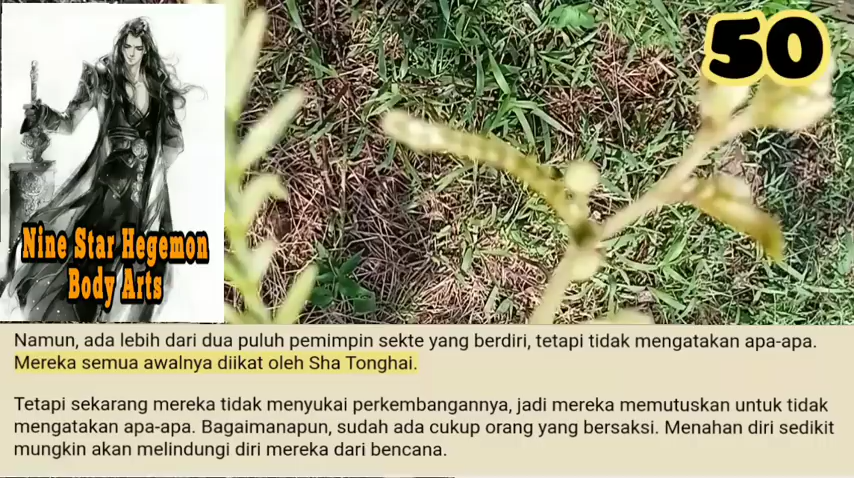 50
Nine Star Hegemon
Body Arts
Namun, ada lebih dari dua puluh pemimpin sekte yang berdiri, tetapi tidak mengatakan apa-apa.
Mereka semua awalnya diikat oleh Sha Tonghai.
Tetapi sekarang mereka tidak menyukai perkembangannya, jadi mereka memutuskan untuk tidak
mengatakan apa-apa. Bagaimanapun, sudah ada cukup orang yang bersaksi. Menahan diri sedikit
mungkin akan melindungi diri mereka dari bencana.